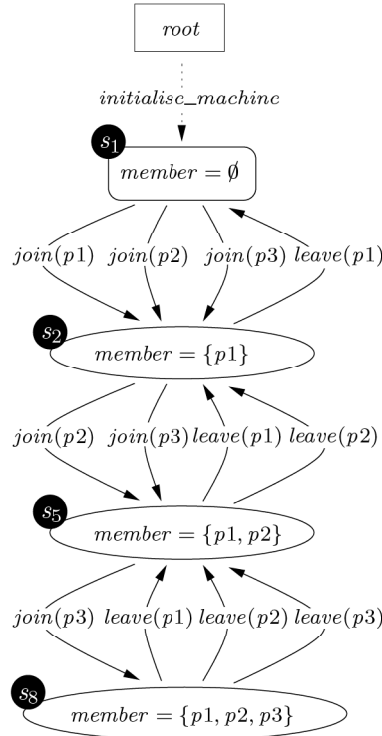 root
initialise_machine
s1
member = ∅
join(p1) join(p2) join(p3) leave(p1)
s2
member = {p1}
join(p2) join(p3) leave(p1) leave(p2)
s5
member = {p1, p2}
join(p3) leave(p1) leave(p2) leave(p3)
s8
member = {p1, p2, p3}